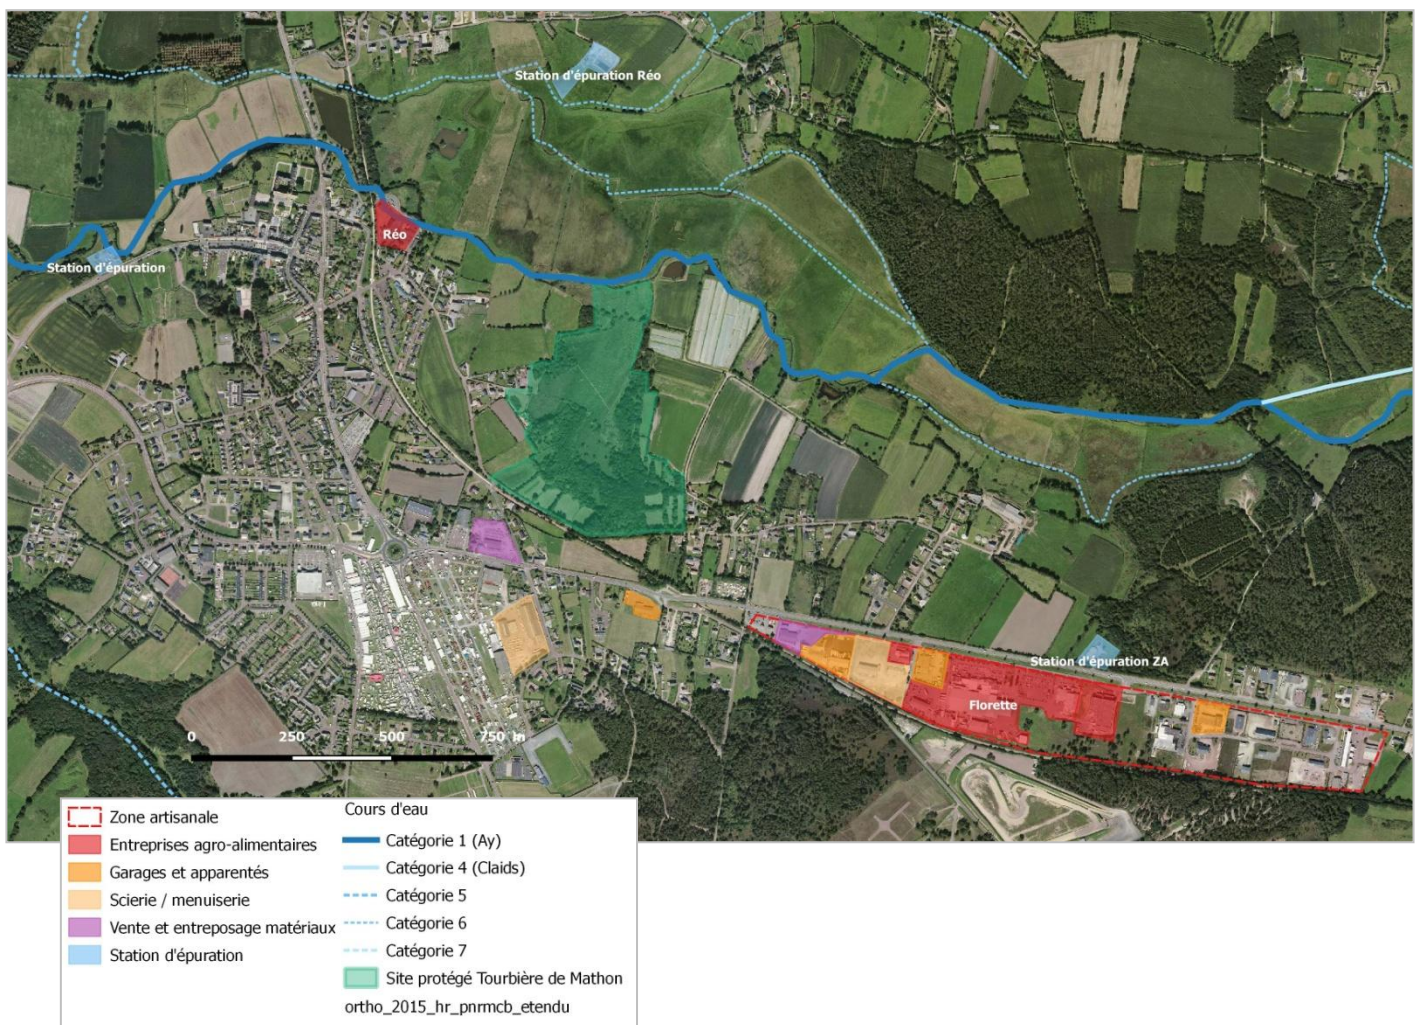 Station d'épuration Réo
Réo
Station d'épuration
Station d'épuration ZA
Florette
0 250 500 750 m
Zone artisanale
Entreprises agro-alimentaires
Garages et apparentés
Scierie / menuiserie
Vente et entreposage matériaux
Station d'épuration
Cours d'eau
Catégorie 1 (Ay)
Catégorie 4 (Claids)
Catégorie 5
Catégorie 6
Catégorie 7
Site protégé Tourbière de Mathon
ortho_2015_hr_pnrmcb_etendu